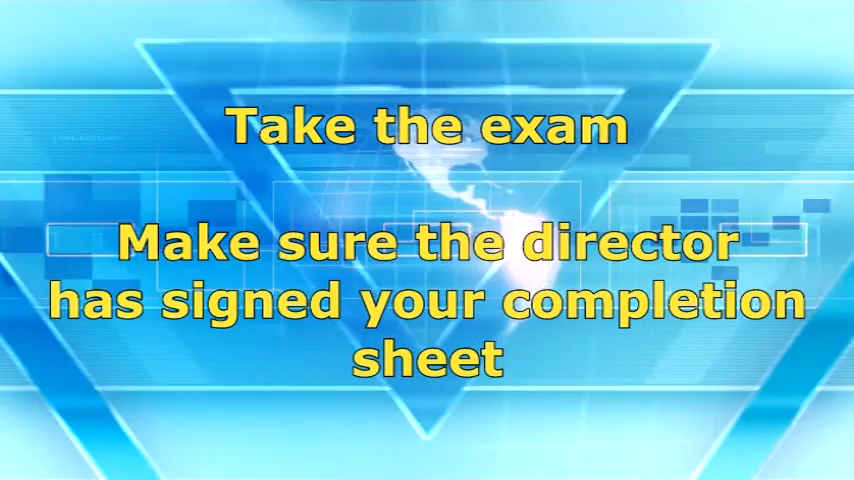 Take the exam
Make sure the director
has signed your completion
sheet